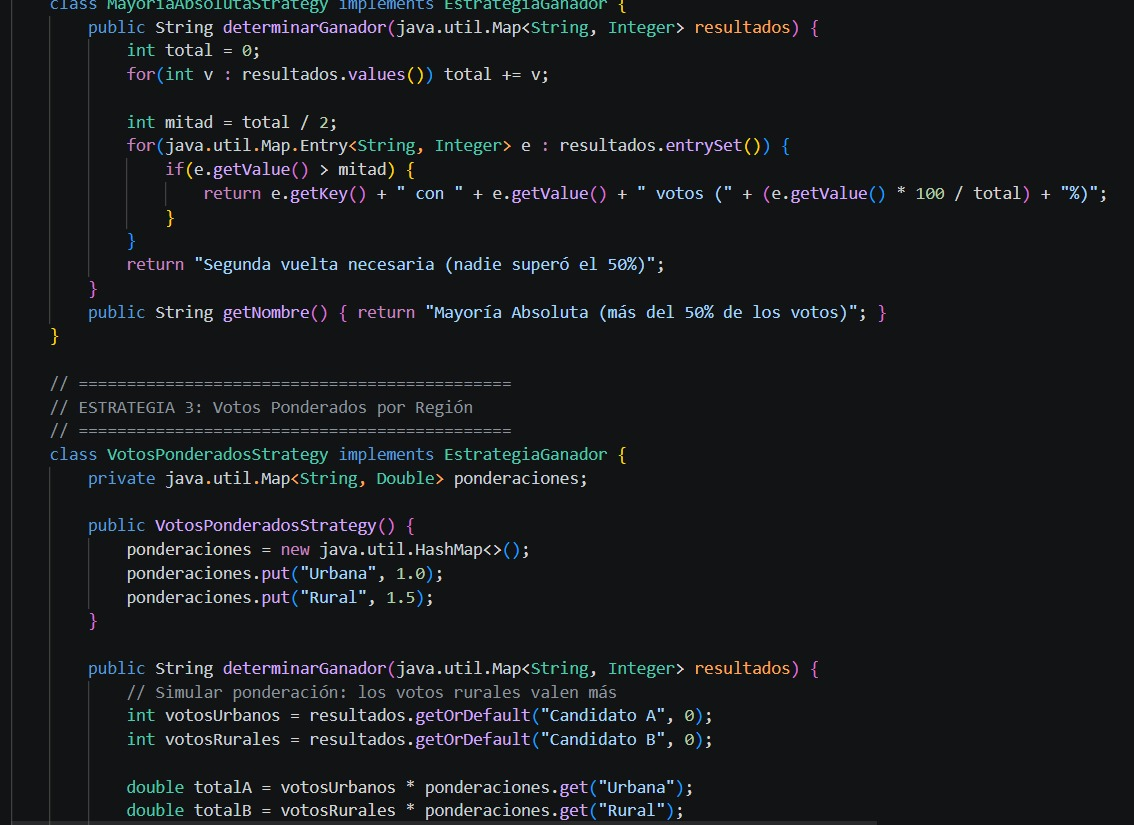 class MayoriaAbsolutaStrategy implements EstrategiaGanador {
    public String determinarGanador(java.util.Map<String, Integer> resultados) {
        int total = 0;
        for(int v : resultados.values()) total += v;

        int mitad = total / 2;
        for(java.util.Map.Entry<String, Integer> e : resultados.entrySet()) {
            if(e.getValue() > mitad) {
                return e.getKey() + " con " + e.getValue() + " votos (" + (e.getValue() * 100 / total) + "%)";
            }
        }
        return "Segunda vuelta necesaria (nadie superó el 50%)";
    }
    public String getNombre() { return "Mayoría Absoluta (más del 50% de los votos)"; }
}

// =============================================
// ESTRATEGIA 3: Votos Ponderados por Región
// =============================================
class VotosPonderadosStrategy implements EstrategiaGanador {
    private java.util.Map<String, Double> ponderaciones;

    public VotosPonderadosStrategy() {
        ponderaciones = new java.util.HashMap<>();
        ponderaciones.put("Urbana", 1.0);
        ponderaciones.put("Rural", 1.5);
    }

    public String determinarGanador(java.util.Map<String, Integer> resultados) {
        // Simular ponderación: los votos rurales valen más
        int votosUrbanos = resultados.getOrDefault("Candidato A", 0);
        int votosRurales = resultados.getOrDefault("Candidato B", 0);

        double totalA = votosUrbanos * ponderaciones.get("Urbana");
        double totalB = votosRurales * ponderaciones.get("Rural");